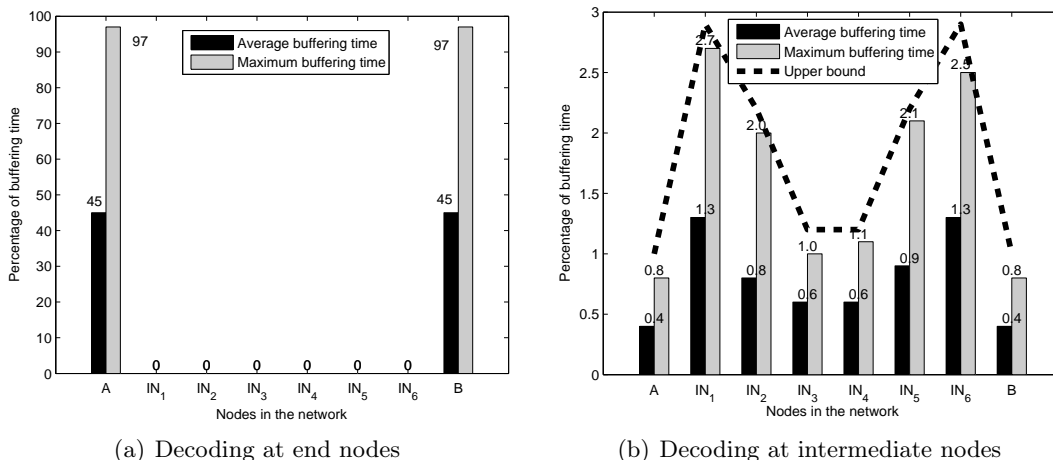 100
90
80
70
60
50
40
30
20
10
0
Percentage of buffering time
Average buffering time
Maximum buffering time
97
97
45
45
0 0 0 0 0 0
A IN1 IN2 IN3 IN4 IN5 IN6 B
Nodes in the network
(a) Decoding at end nodes
3
2.5
2
1.5
1
0.5
0
Percentage of buffering time
Average buffering time
Maximum buffering time
Upper bound
2.7
2.5
2.1
2.0
1.3
1.3
1.1
1.0
0.9
0.8
0.8
0.8
0.6
0.6
0.4
0.4
A IN1 IN2 IN3 IN4 IN5 IN6 B
Nodes in the network
(b) Decoding at intermediate nodes